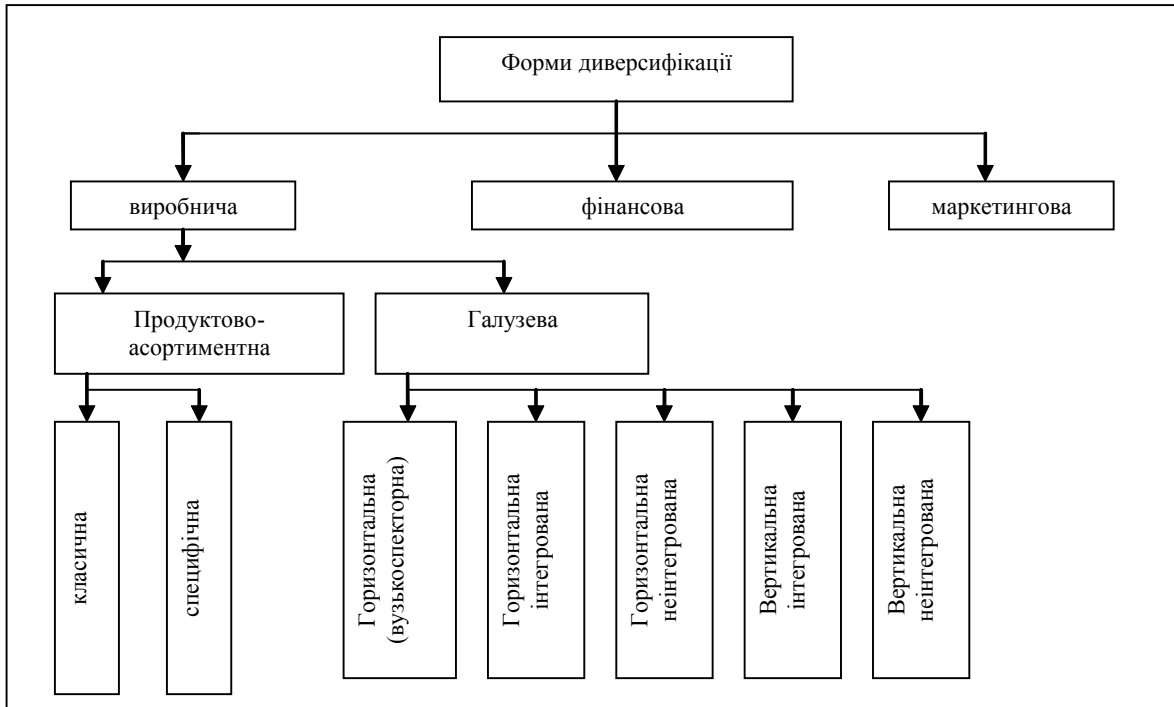 Форми диверсифікації
виробнича
фінансова
маркетингова
Продуктово-
асортиментна
Галузева
класична
специфічна
Горизонтальна
(вузькоспекторна)
Горизонтальна
інтегрована
Горизонтальна
неінтегрована
Вертикальна
інтегрована
Вертикальна
неінтегрована